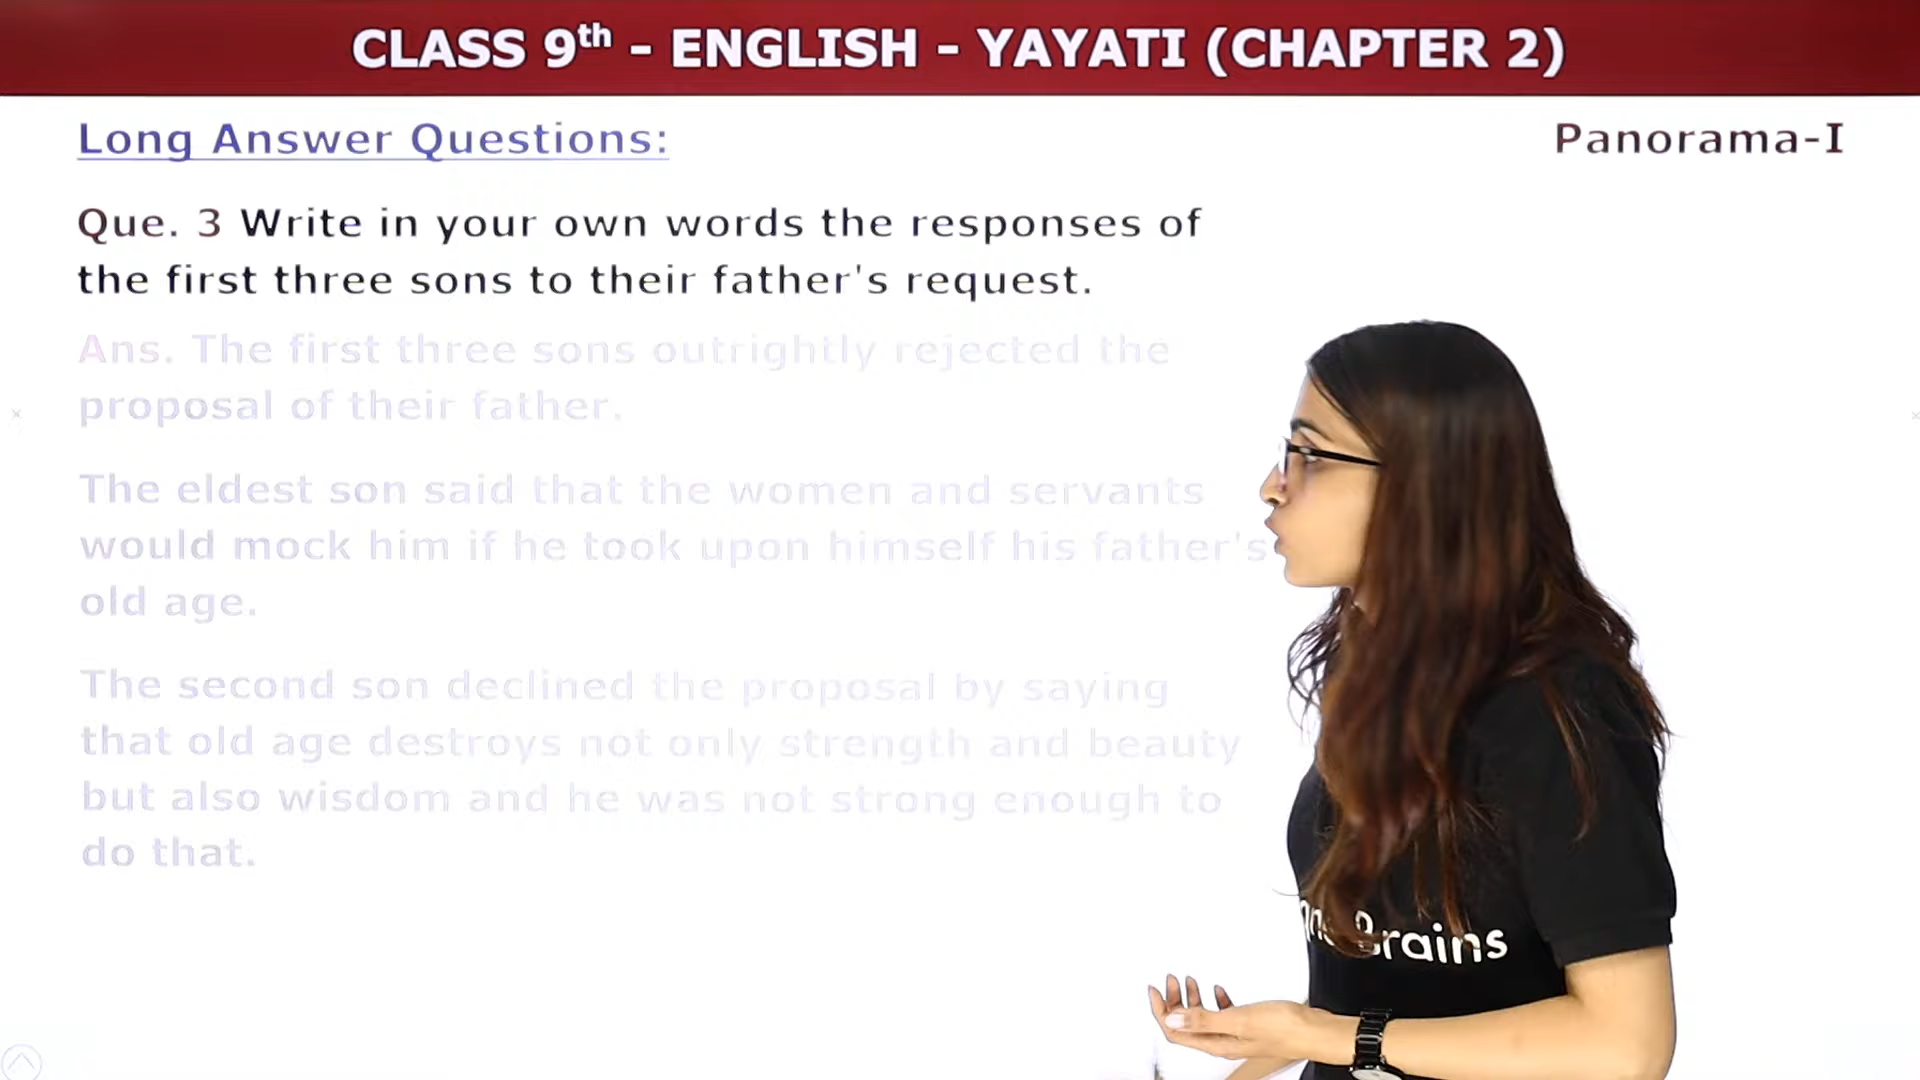 CLASS 9th - ENGLISH - YAYATI (CHAPTER 2)
Long Answer Questions:
Panorama-I
Que. 3 Write in your own words the responses of
the first three sons to their father's request.
Ans. The first three sons outrightly rejected the
proposal of their father.
The eldest son said that the women and servants
would mock him if he took upon himself his father's
old age.
The second son declined the proposal by saying
that old age destroys not only strength and beauty
but also wisdom and he was not strong enough to
do that.
Brains